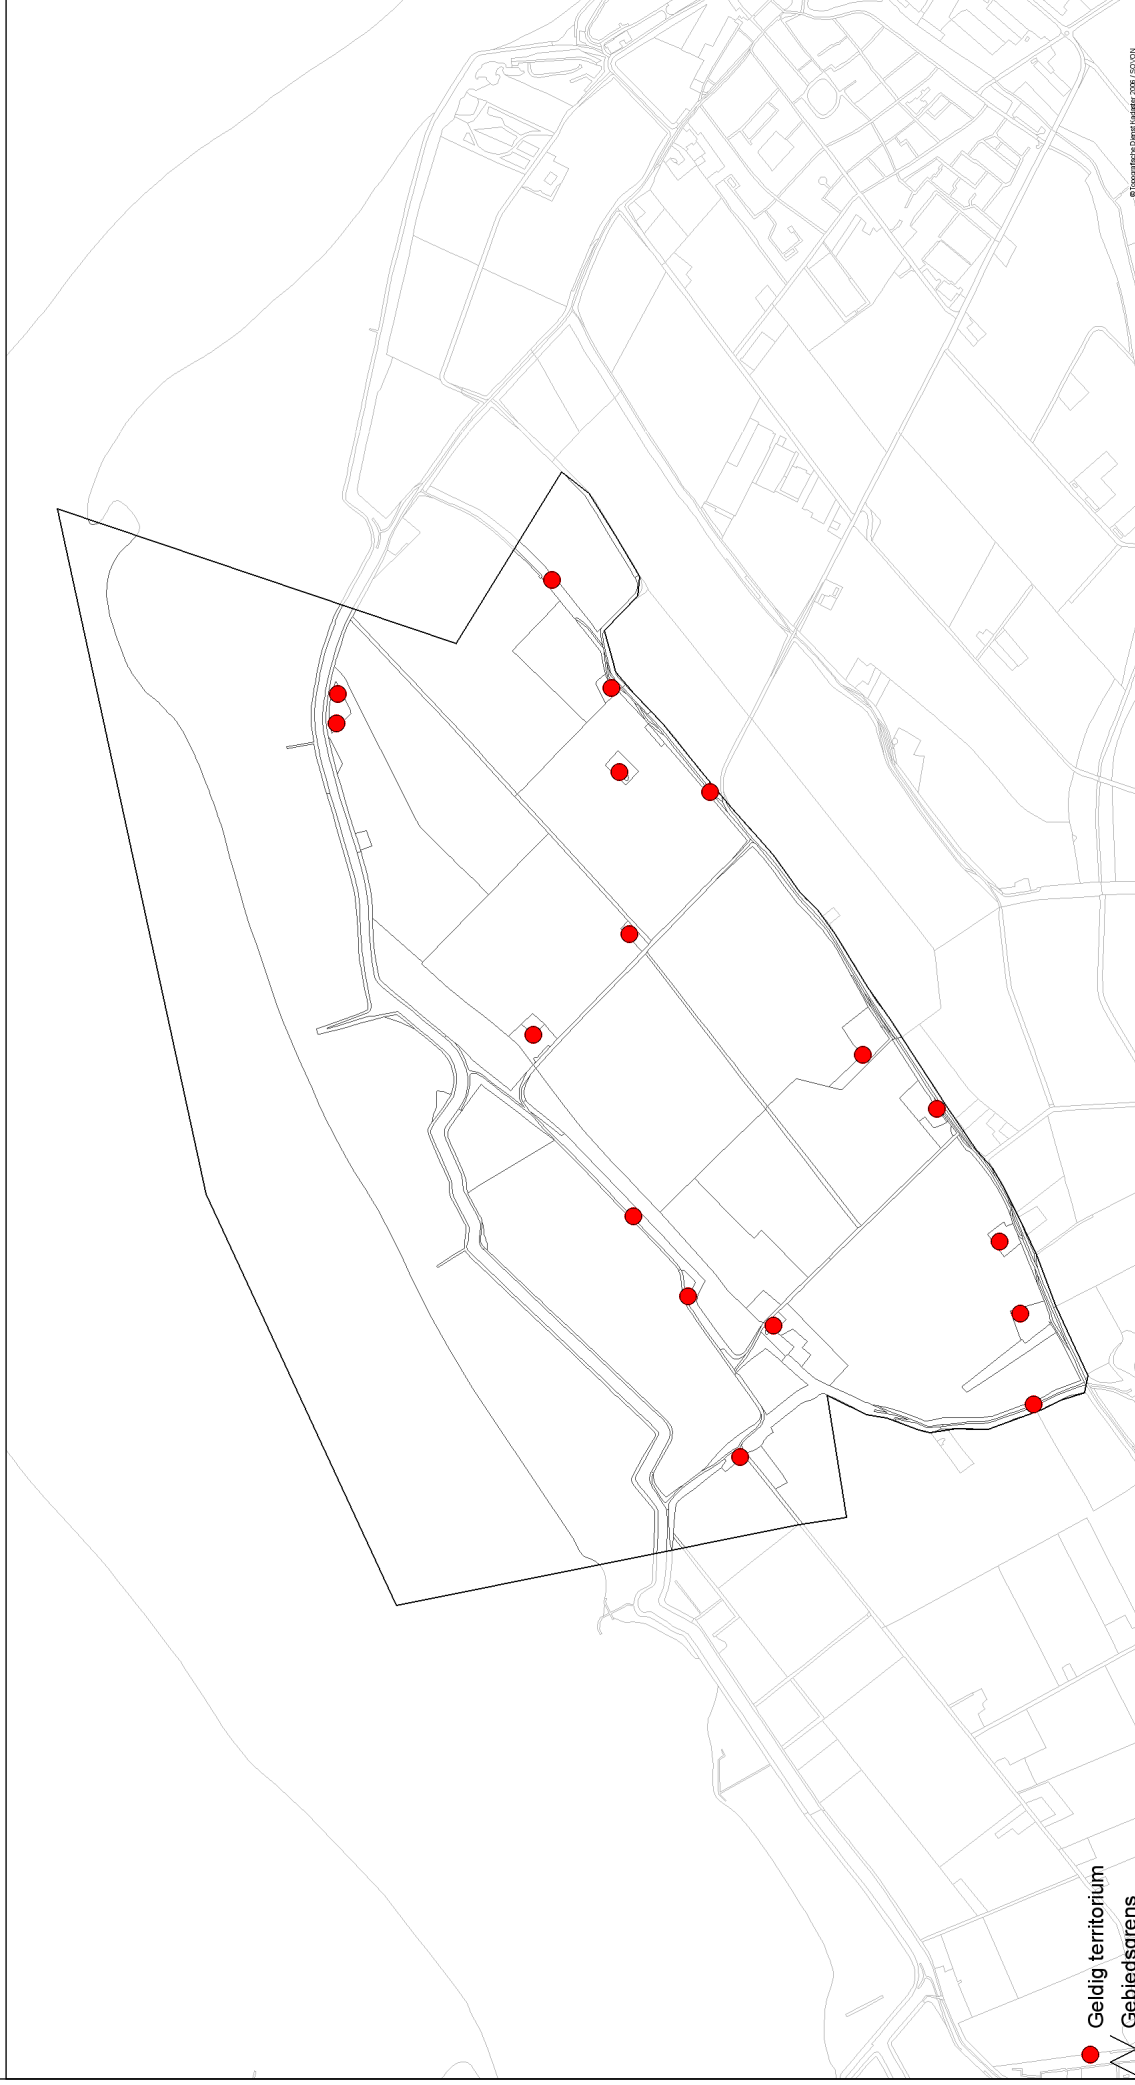 © Topografische Dienst Kadaster 2006 / SOVON
Geldig territorium
Gebiedsgrens